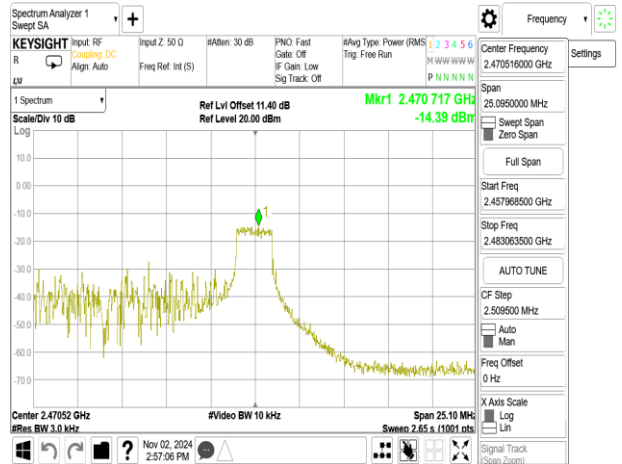 Spectrum Analyzer 1
Swept SA
Frequency
KEYSIGHT
R
Input: RF
Coupling: DC
Align: Auto
Input Z: 50 Ω
Freq Ref: Int (S)
#Atten: 30 dB
PNO: Fast
Gate: Off
IF Gain: Low
Sig Track: Off
#Avg Type: Power (RMS
Trig: Free Run
1 2 3 4 5 6
M W W W W W
P N N N N N
1 Spectrum
Scale/Div 10 dB
Log
Ref Lvl Offset 11.40 dB
Ref Level 20.00 dBm
Mkr1 2.470 717 GHz
-14.39 dBm
10.0
0.00
-10.0
-20.0
-30.0
-40.0
-50.0
-60.0
-70.0
1
Center 2.47052 GHz
#Res BW 3.0 kHz
#Video BW 10 kHz
Span 25.10 MHz
Sweep 2.65 s (1001 pts
Nov 02, 2024
2:57:06 PM
Settings
Center Frequency
2.470516000 GHz
Span
25.0950000 MHz
Swept Span
Zero Span
Full Span
Start Freq
2.457968500 GHz
Stop Freq
2.483063500 GHz
AUTO TUNE
CF Step
2.509500 MHz
Auto
Man
Freq Offset
0 Hz
X Axis Scale
Log
Lin
Signal Track
(Span Zoom)